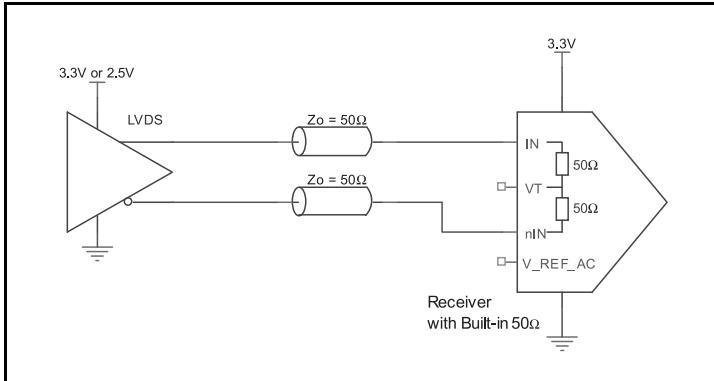 3.3V
3.3V or 2.5V
LVDS
Zo = 50Ω
IN
50Ω
Zo = 50Ω
VT
50Ω
nIN
V_REF_AC
Receiver
with Built-in 50Ω